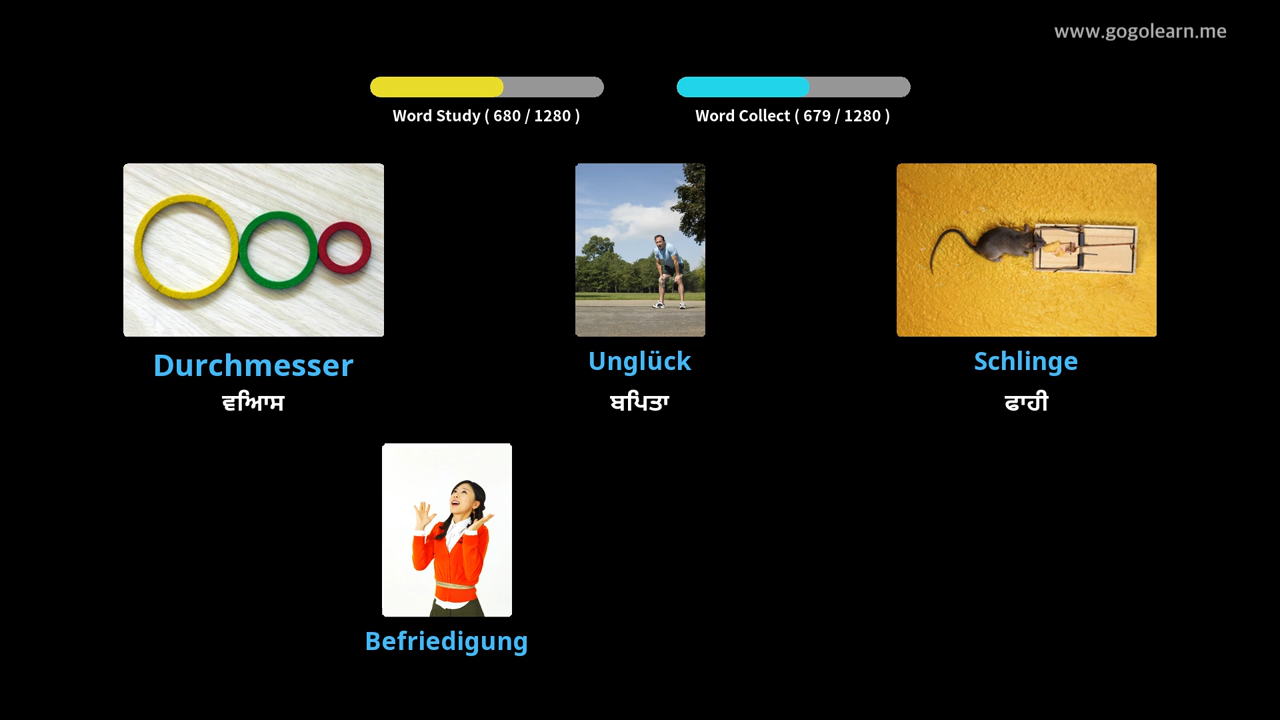 www.gogolearn.me
Word Study ( 680 / 1280 )
Word Collect ( 679 / 1280 )
Durchmesser
Unglück
Schlinge
ਵਿਆਸ
ਬਿਪਤਾ
ਫਾਹੀ
Befriedigung